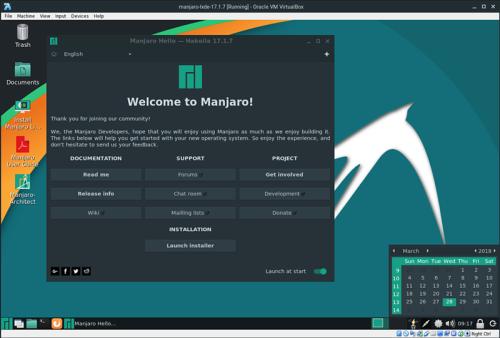 manjaro-lxde-17.1.7 [Running] - Oracle VM VirtualBox
File Machine View Input Devices Help
Trash
Documents
Install
Manjaro Li...
Manjaro
User Guide
Manjaro-
Architect
Manjaro Hello — Hakoila 17.1.7
English
Welcome to Manjaro!
Thank you for joining our community!
We, the Manjaro Developers, hope that you will enjoy using Manjaro as much as we enjoy building it.
The links below will help you get started with your new operating system. So enjoy the experience, and
don't hesitate to send us your feedback.
DOCUMENTATION SUPPORT PROJECT
Read me Forums Get involved
Release info Chat room Development
Wiki Mailing lists Donate
INSTALLATION
Launch installer
Launch at start
March 2018
Sun Mon Tue Wed Thu Fri Sat
9 1 2 3
10 4 5 6 7 8 9 10
11 11 12 13 14 15 16 17
12 18 19 20 21 22 23 24
13 25 26 27 28 29 30 31
14
Manjaro Hello...
09:17
Right Ctrl